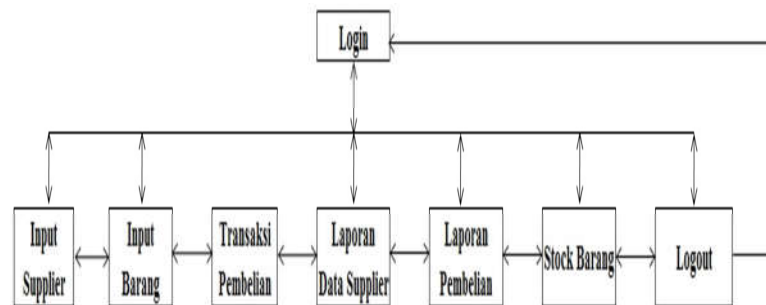 Login
Input
Supplier
Input
Barang
Transaksi
Pembelian
Laporan
Data Supplier
Laporan
Pembelian
Stock Barang
Logout